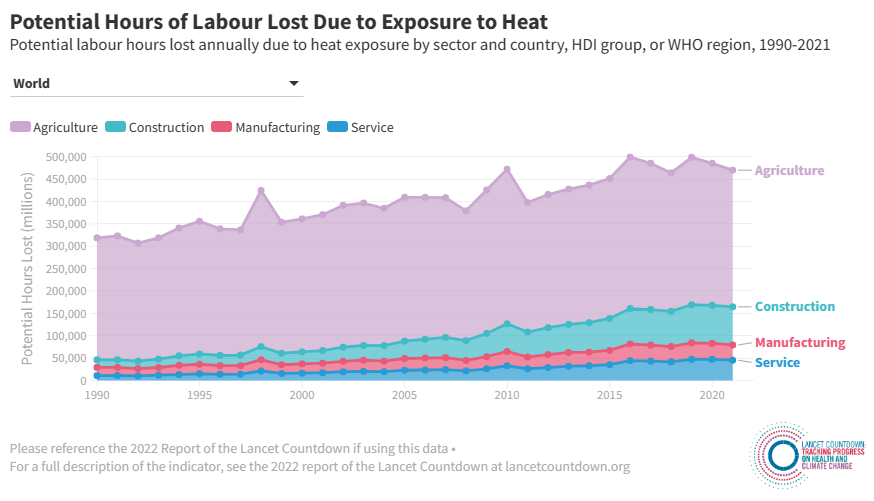 Potential Hours of Labour Lost Due to Exposure to Heat
Potential labour hours lost annually due to heat exposure by sector and country, HDI group, or WHO region, 1990-2021
World
Agriculture Construction Manufacturing Service
Potential Hours Lost (millions)
500,000
450,000
400,000
350,000
300,000
250,000
200,000
150,000
100,000
50,000
0
1990 1995 2000 2005 2010 2015 2020
Agriculture
Construction
Manufacturing
Service
Please reference the 2022 Report of the Lancet Countdown if using this data •
For a full description of the indicator, see the 2022 report of the Lancet Countdown at lancetcountdown.org
LANCET COUNTDOWN:
TRACKING PROGRESS
ON HEALTH AND
CLIMATE CHANGE